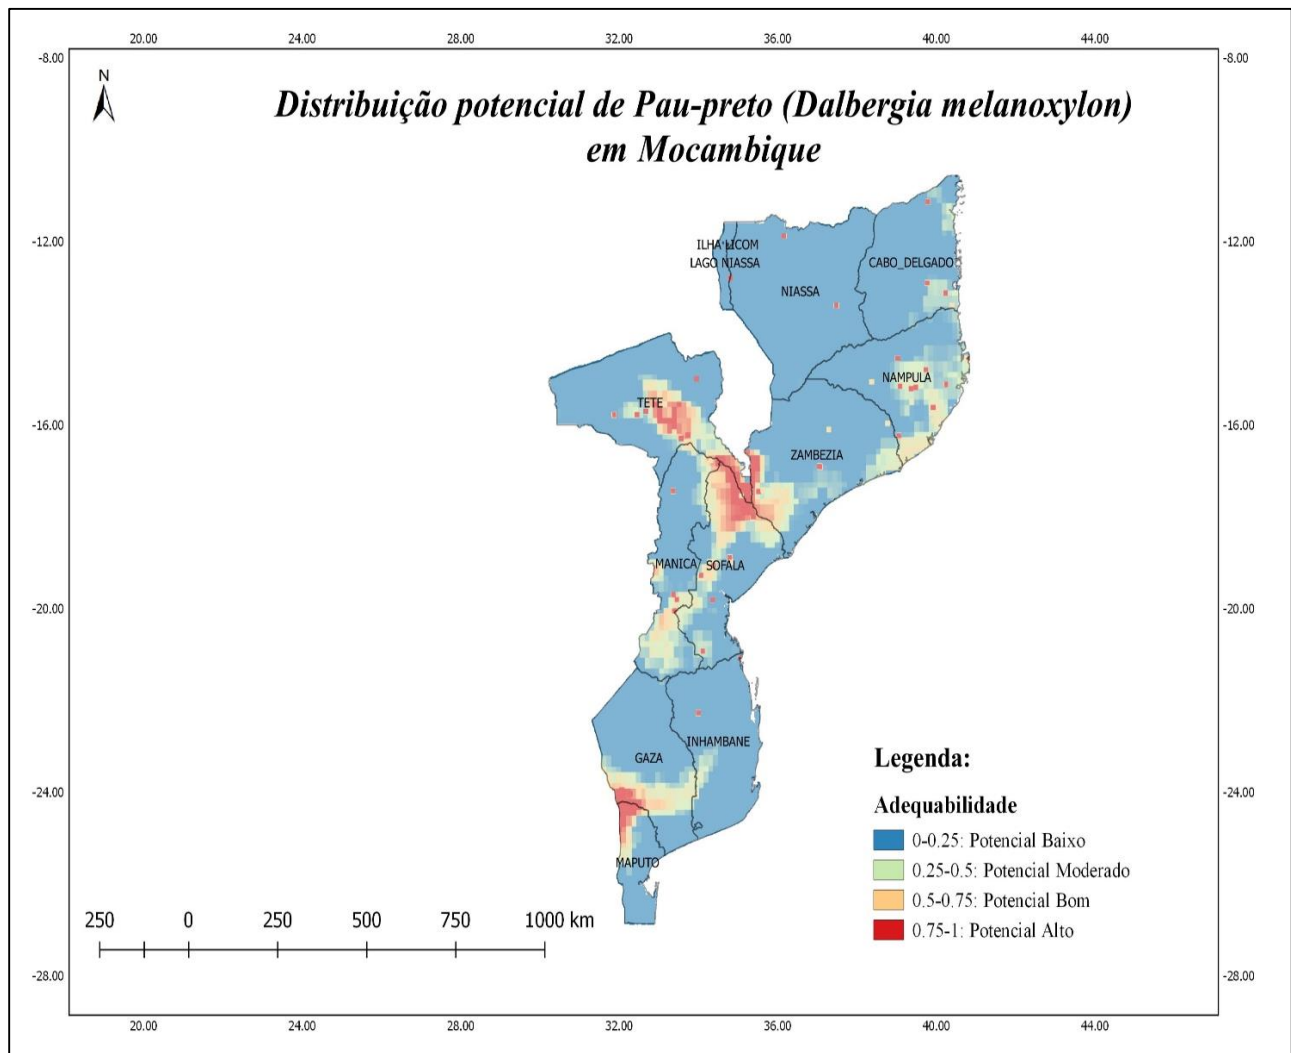 20.00 24.00 28.00 32.00 36.00 40.00 44.00
-8.00 -8.00
N
Distribuição potencial de Pau-preto (Dalbergia melanoxylon)
em Mocambique
-12.00 -12.00
ILHA LICOM
LAGO NIASSA
CABO_DELGADO
NIASSA
NAMPULA
TETE
-16.00 -16.00
ZAMBEZIA
MANICA
SOFALA
-20.00 -20.00
INHAMBANE
GAZA
Legenda:
-24.00 -24.00
Adequabilidade
0-0.25: Potencial Baixo
MAPUTO
0.25-0.5: Potencial Moderado
0.5-0.75: Potencial Bom
0.75-1: Potencial Alto
250 0 250 500 750 1000 km
-28.00 -28.00
20.00 24.00 28.00 32.00 36.00 40.00 44.00